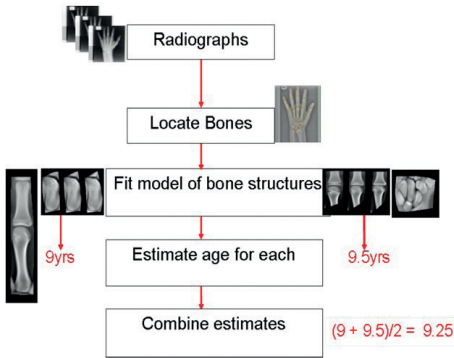 Radiographs
Locate Bones
Fit model of bone structures
9yrs
Estimate age for each
9.5yrs
Combine estimates
(9 + 9.5)/2 = 9.25